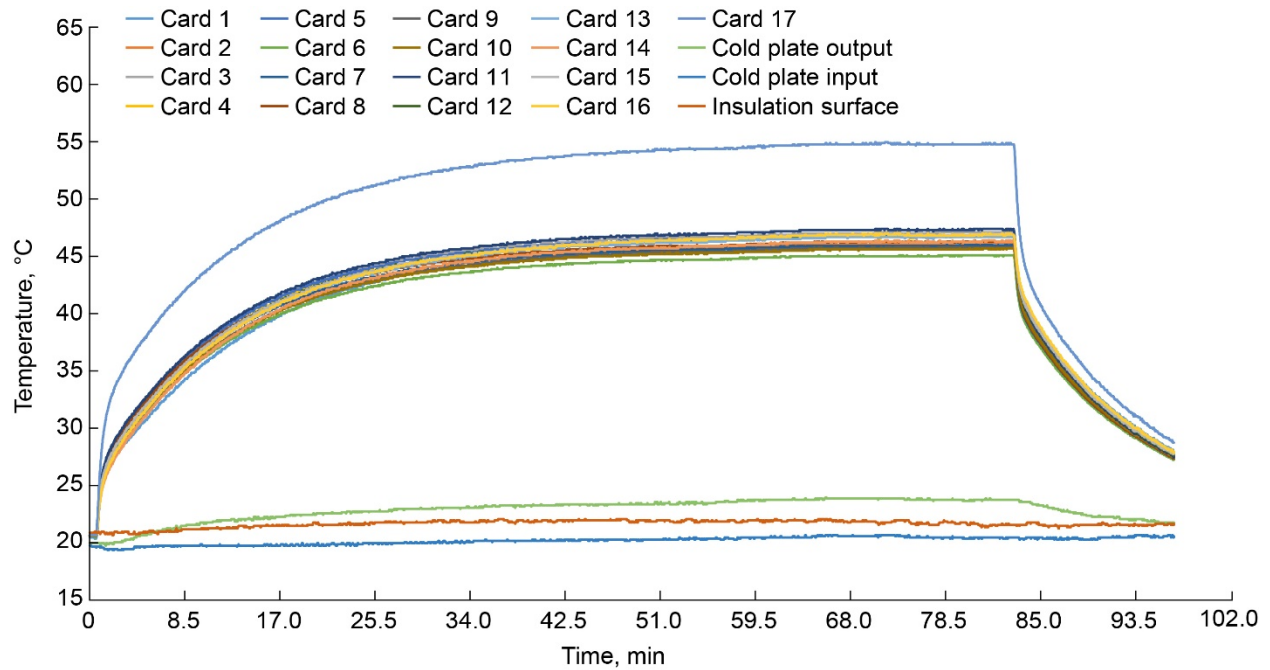 Card 1 Card 5 Card 9 Card 13 Card 17
Card 2 Card 6 Card 10 Card 14 Cold plate output
Card 3 Card 7 Card 11 Card 15 Cold plate input
Card 4 Card 8 Card 12 Card 16 Insulation surface
65
60
55
50
45
40
35
30
25
20
15
Temperature, °C
0 8.5 17.0 25.5 34.0 42.5 51.0 59.5 68.0 78.5 85.0 93.5 102.0
Time, min